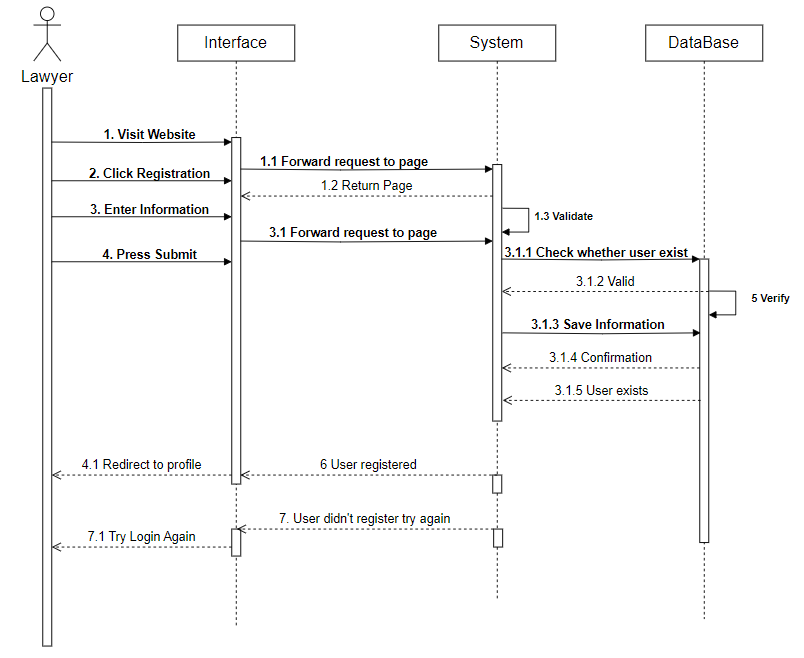 Interface
System
DataBase
Lawyer
1. Visit Website
1.1 Forward request to page
2. Click Registration
1.2 Return Page
3. Enter Information
1.3 Validate
3.1 Forward request to page
4. Press Submit
3.1.1 Check whether user exist
3.1.2 Valid
5 Verify
3.1.3 Save Information
3.1.4 Confirmation
3.1.5 User exists
4.1 Redirect to profile
6 User registered
7. User didn't register try again
7.1 Try Login Again